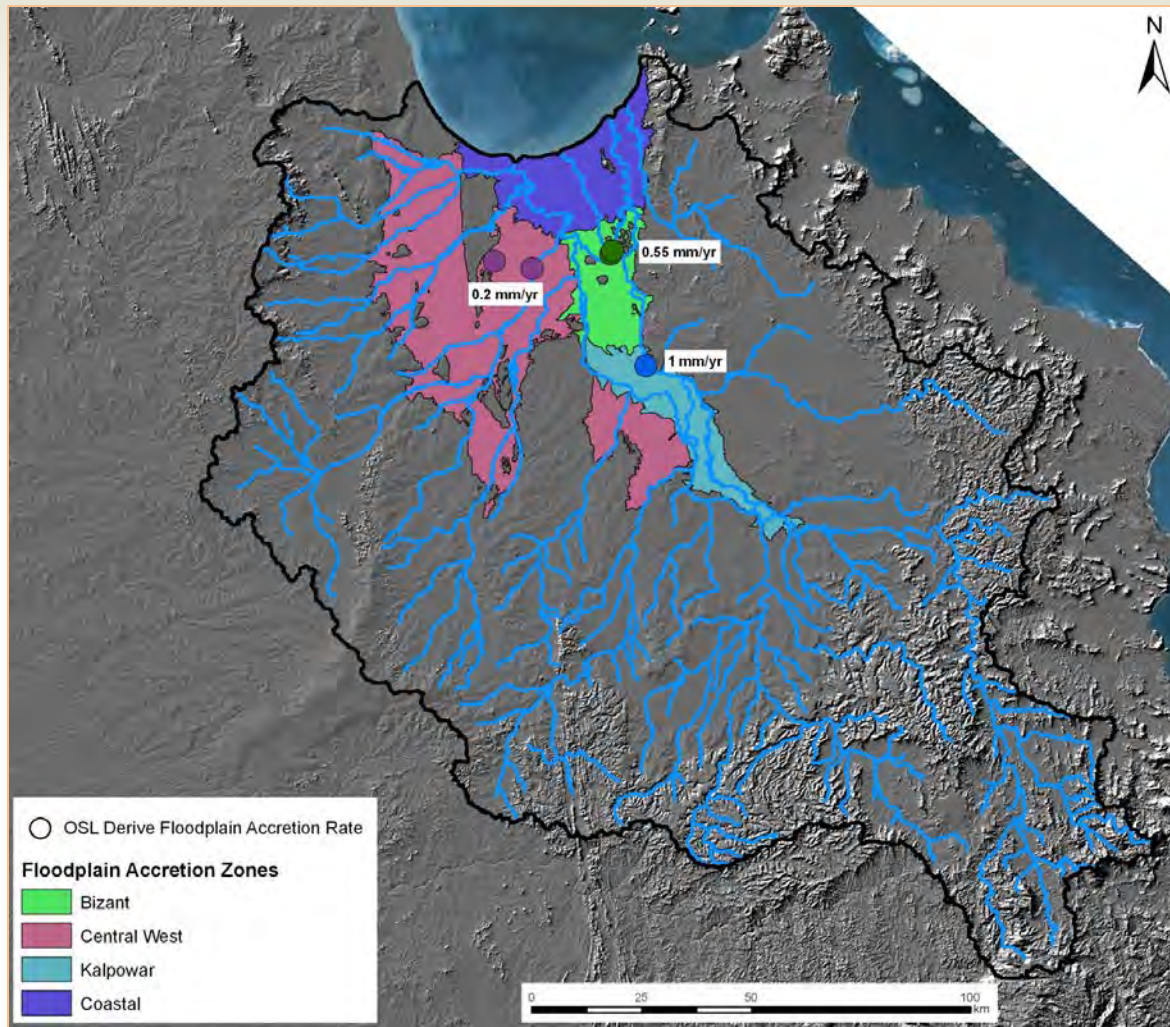 N
0.55 mm/yr
0.2 mm/yr
1 mm/yr
OSL Derive Floodplain Accretion Rate
Floodplain Accretion Zones
Bizant
Central West
Kalpowar
Coastal
0 25 50 100
km